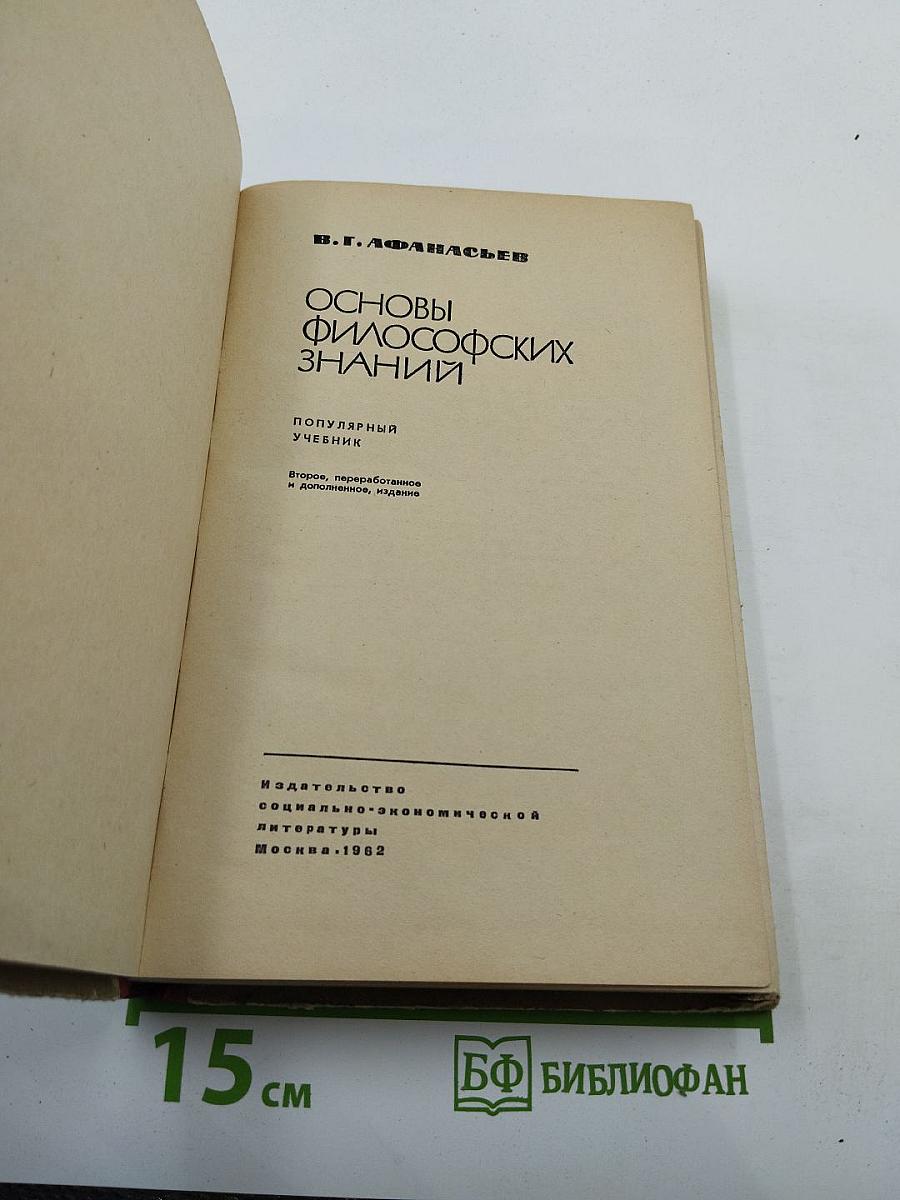 В. Г. АФАНАСЬЕВ
ОСНОВЫ
ФИЛОСОФСКИХ
ЗНАНИЙ
ПОПУЛЯРНЫЙ
УЧЕБНИК
Второе, переработанное
и дополненное, издание
Издательство
социально-экономической
литературы
Москва • 1962
15 см
БФ БИБЛИОФАН